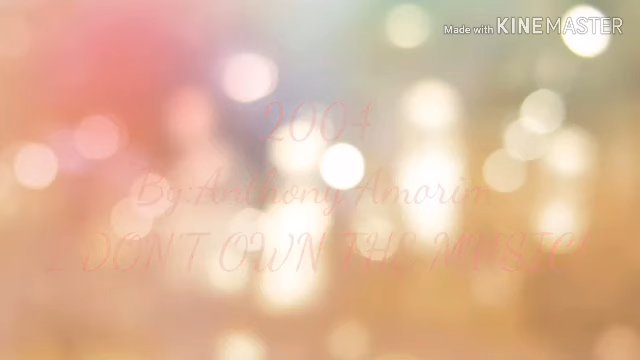 Made with KINEMASTER
2004
By:Anthony Amorim
I DON'T OWN THE MUSIC!